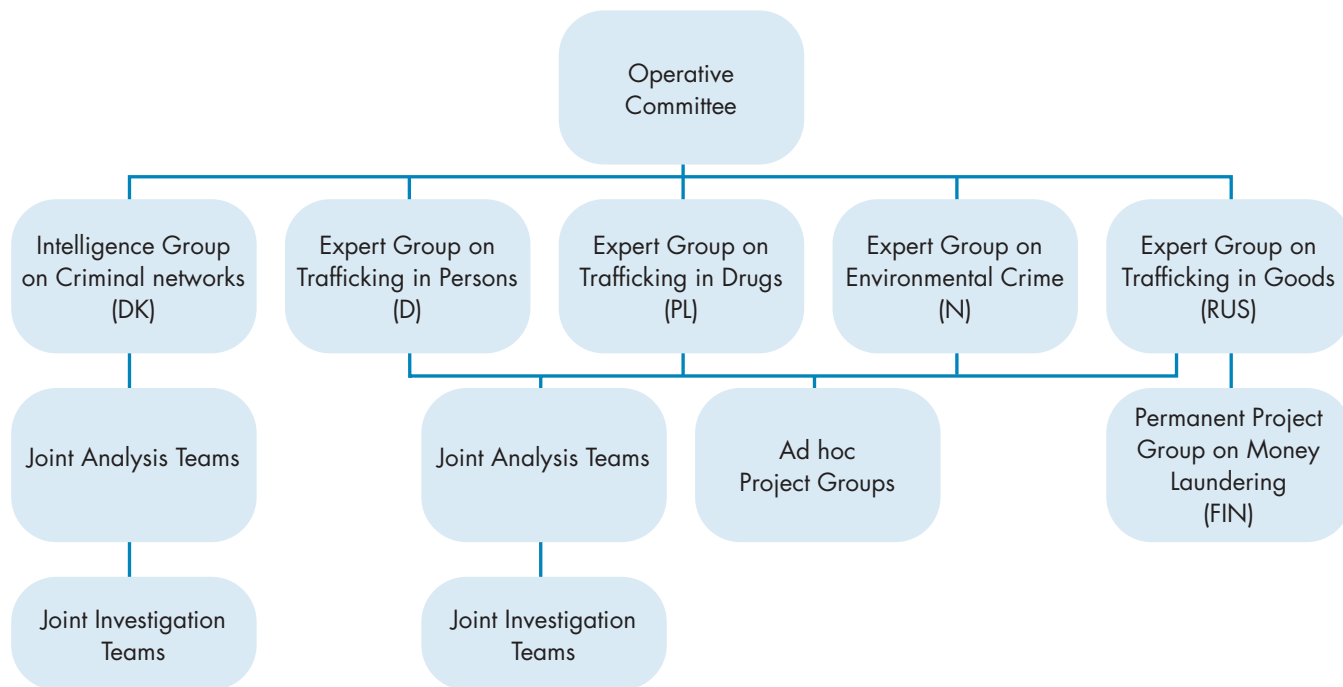 Operative
Committee
Intelligence Group
on Criminal networks
(DK)
Expert Group on
Trafficking in Persons
(D)
Expert Group on
Trafficking in Drugs
(PL)
Expert Group on
Environmental Crime
(N)
Expert Group on
Trafficking in Goods
(RUS)
Joint Analysis Teams
Joint Analysis Teams
Ad hoc
Project Groups
Permanent Project
Group on Money
Laundering
(FIN)
Joint Investigation
Teams
Joint Investigation
Teams